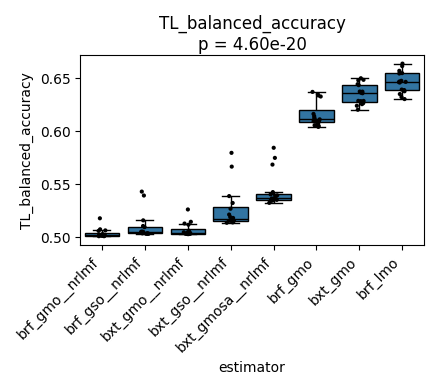 TL_balanced_accuracy
p = 4.60e-20
TL_balanced_accuracy
0.65
0.60
0.55
0.50
brf_gmo__nrlmf
brf_gso__nrlmf
bxt_gmo__nrlmf
bxt_gso__nrlmf
bxt_gmosa__nrlmf
brf_gmo
bxt_gmo
brf_lmo
estimator